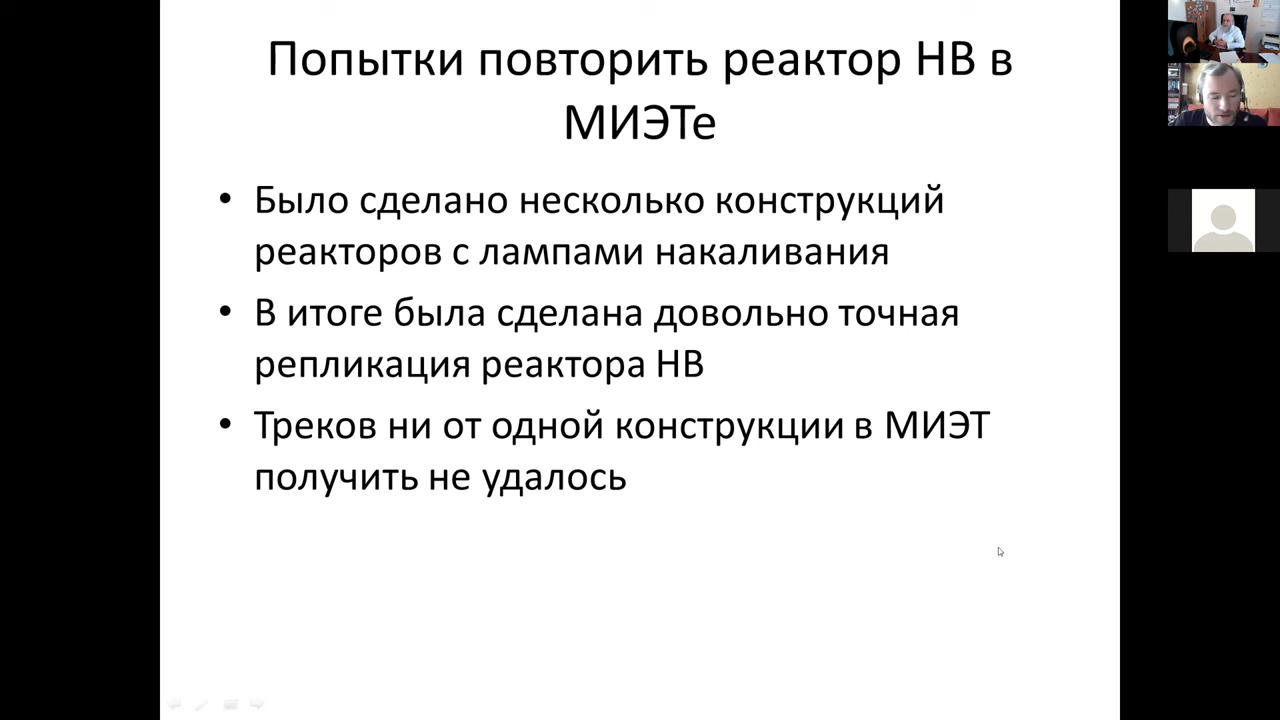 Попытки повторить реактор НВ в
МИЭТе
• Было сделано несколько конструкций
реакторов с лампами накаливания
• В итоге была сделана довольно точная
репликация реактора НВ
• Треков ни от одной конструкции в МИЭТ
получить не удалось